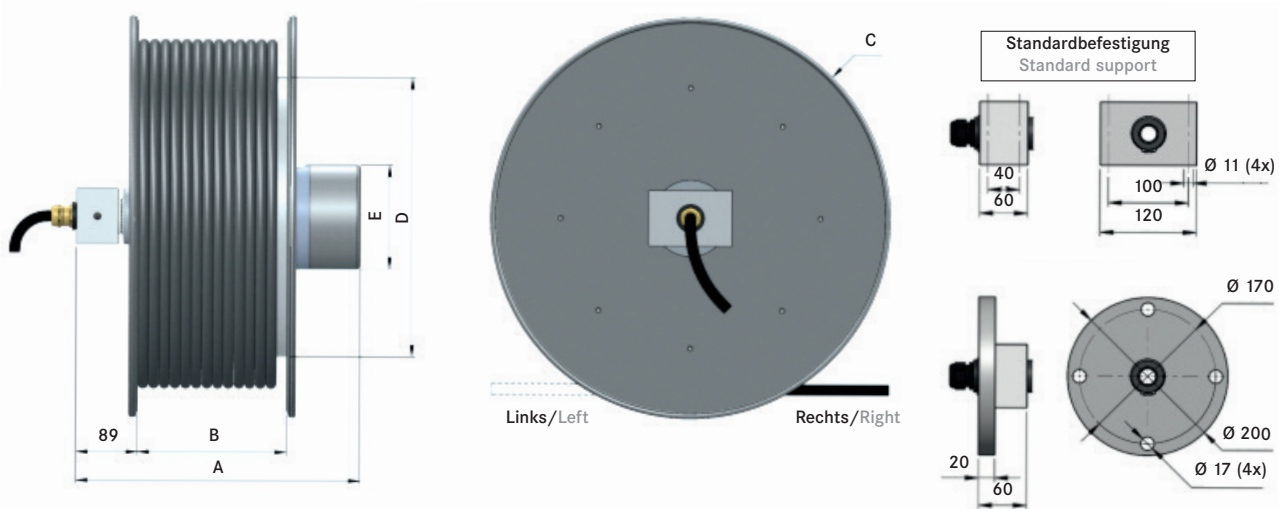 C
Standardbefestigung
Standard support
E
D
40
60
100
120
Ø 11 (4x)
Links/Left
Rechts/Right
89
B
A
Ø 170
Ø 200
Ø 17 (4x)
20
60